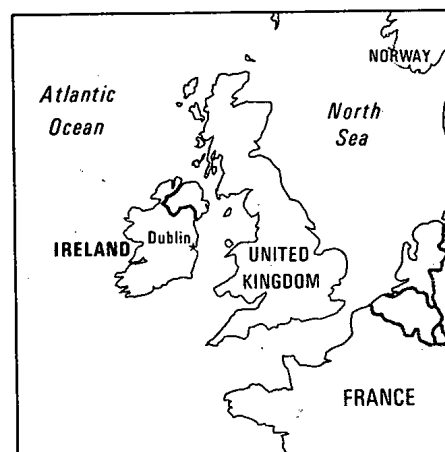 NORWAY
Atlantic
Ocean
North
Sea
IRELAND
Dublin
UNITED
KINGDOM
FRANCE